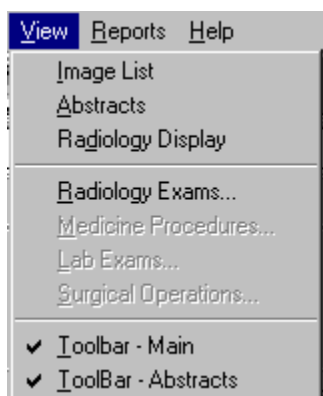 View Reports Help
Image List
Abstracts
Radiology Display
Radiology Exams...
Medicine Procedures...
Lab Exams...
Surgical Operations...
✔ Toolbar - Main
✔ ToolBar - Abstracts